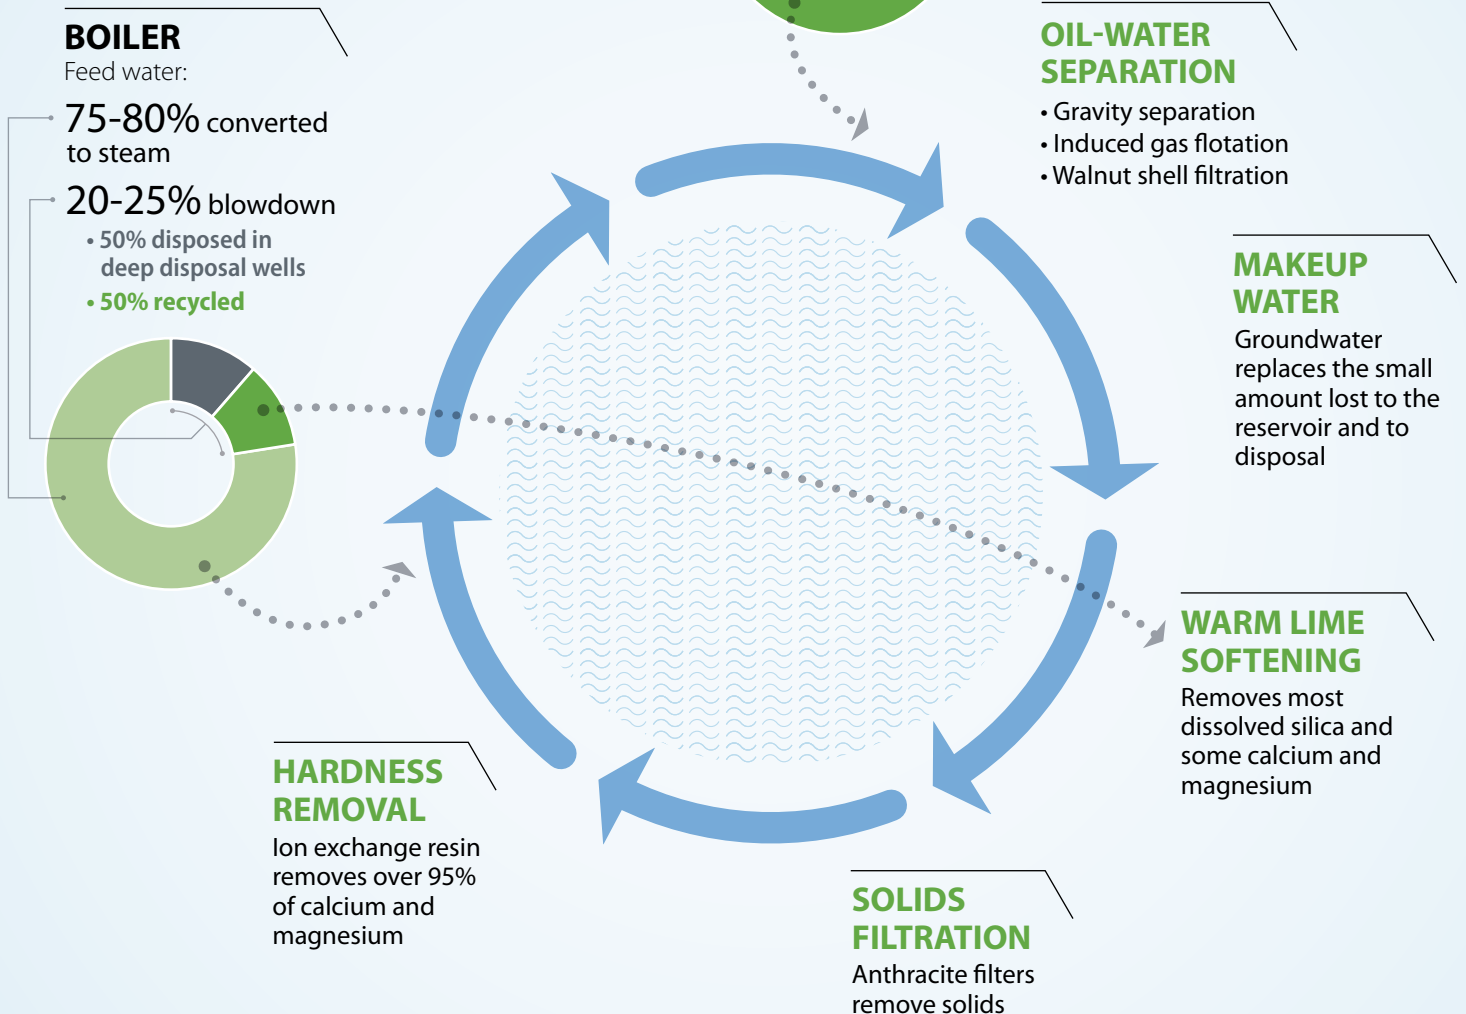 BOILER
Feed water:
75-80% converted
to steam
20-25% blowdown
• 50% disposed in
deep disposal wells
• 50% recycled
OIL-WATER
SEPARATION
• Gravity separation
• Induced gas flotation
• Walnut shell filtration
MAKEUP
WATER
Groundwater
replaces the small
amount lost to the
reservoir and to
disposal
WARM LIME
SOFTENING
Removes most
dissolved silica and
some calcium and
magnesium
SOLIDS
FILTRATION
Anthracite filters
remove solids
HARDNESS
REMOVAL
Ion exchange resin
removes over 95%
of calcium and
magnesium